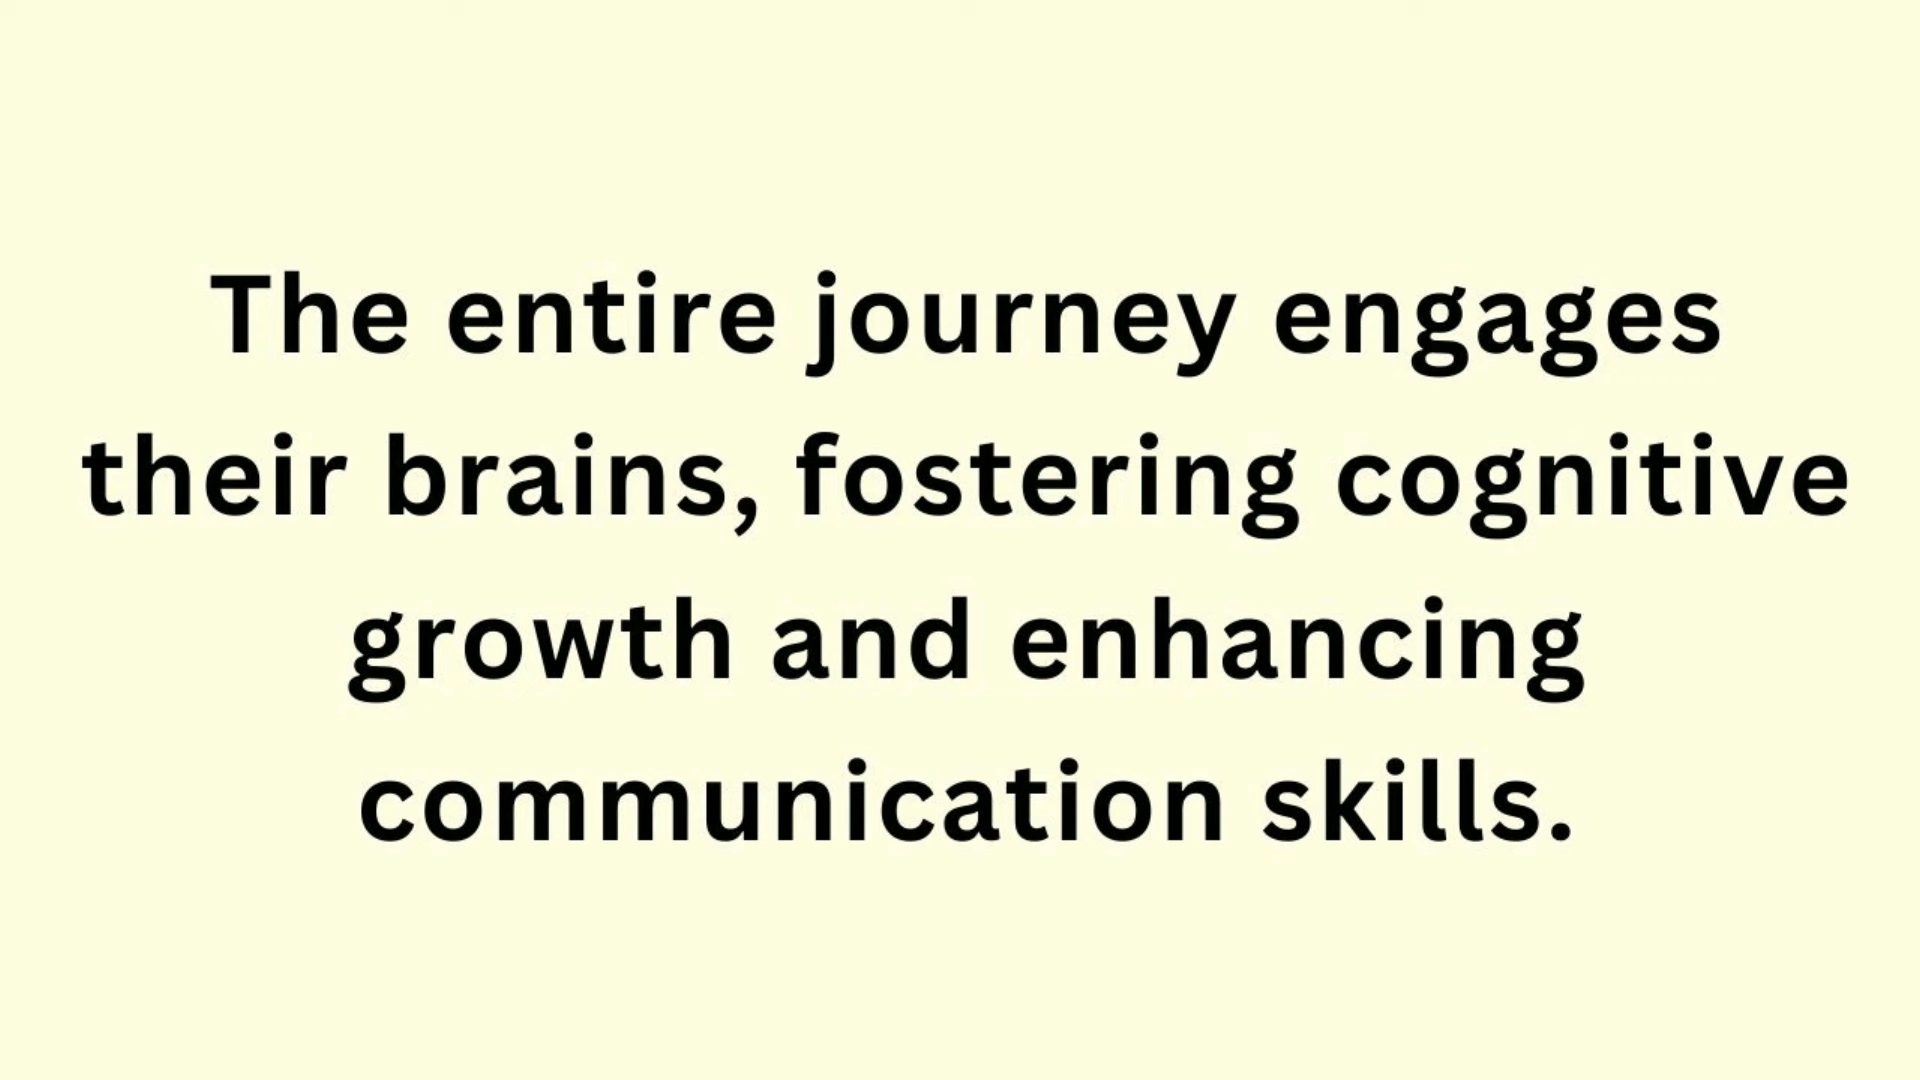 The entire journey engages
their brains, fostering cognitive
growth and enhancing
communication skills.